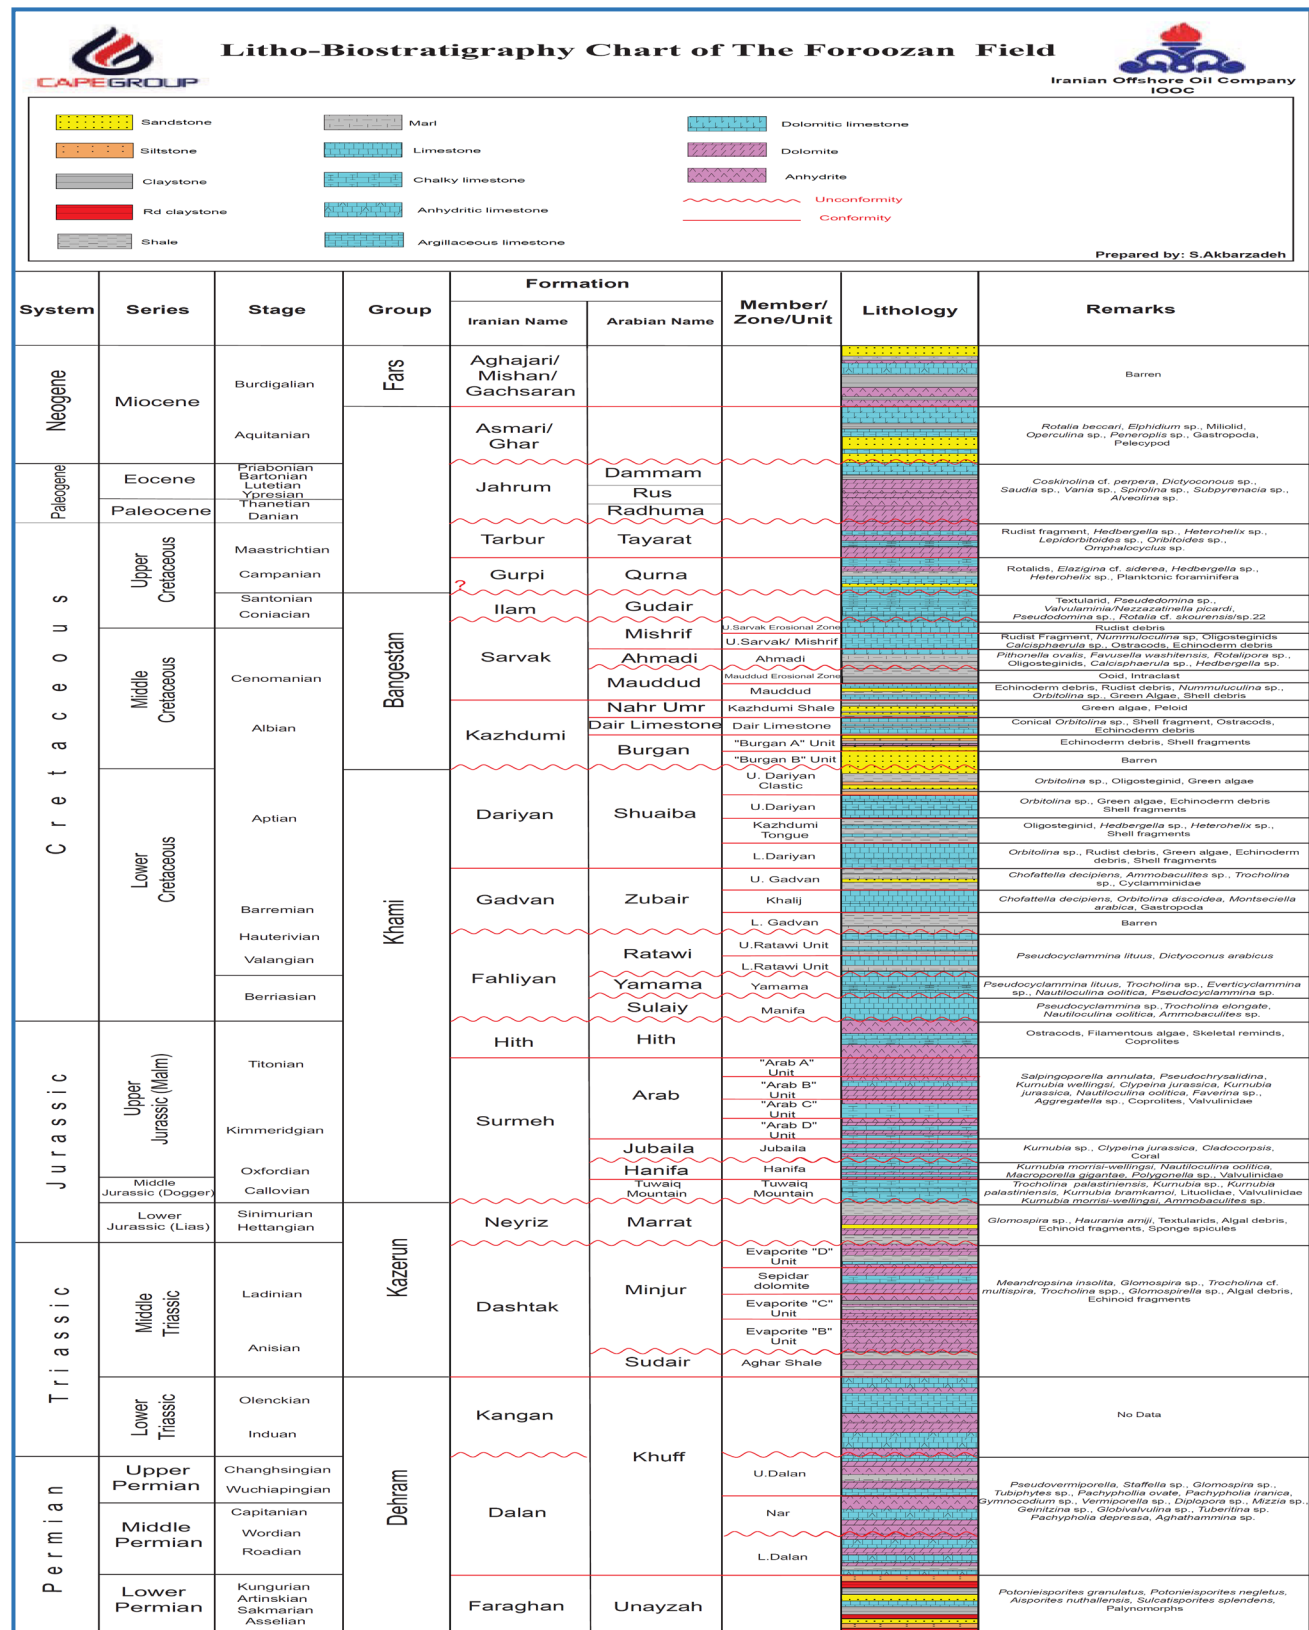 CAPEGROUP
Litho-Biostratigraphy Chart of The Foroozan Field
Iranian Offshore Oil Company
IOOC
Sandstone
Siltstone
Claystone
Rd claystone
Shale
Marl
Limestone
Chalky limestone
Anhydritic limestone
Argillaceous limestone
Dolomitic limestone
Dolomite
Anhydrite
Unconformity
Conformity
Prepared by: S.Akbarzadeh
System
Series
Stage
Group
Formation
Iranian Name
Arabian Name
Member/
Zone/Unit
Lithology
Remarks
Neogene
Paleogene
Cretaceous
Jurassic
Triassic
Permian
Miocene
Eocene
Paleocene
Upper
Cretaceous
Middle
Cretaceous
Lower
Cretaceous
Upper
Jurassic (Malm)
Middle
Jurassic (Dogger)
Lower
Jurassic (Lias)
Middle
Triassic
Lower
Triassic
Upper
Permian
Middle
Permian
Lower
Permian
Burdigalian
Aquitanian
Priabonian
Bartonian
Lutetian
Ypresian
Thanetian
Danian
Maastrichtian
Campanian
Santonian
Coniacian
Cenomanian
Albian
Aptian
Barremian
Hauterivian
Valangian
Berriasian
Titonian
Kimmeridgian
Oxfordian
Callovian
Sinimurian
Hettangian
Ladinian
Anisian
Olenckian
Induan
Changhsingian
Wuchiapingian
Capitanian
Wordian
Roadian
Kungurian
Artinskian
Sakmarian
Asselian
Fars
Bangestan
Khami
Kazerun
Dehram
Aghajari/
Mishan/
Gachsaran
Asmari/
Ghar
Jahrum
Tarbur
?
Gurpi
Ilam
Sarvak
Kazhdumi
Dariyan
Gadvan
Fahliyan
Hith
Surmeh
Neyriz
Dashtak
Kangan
Dalan
Faraghan
Dammam
Rus
Radhuma
Tayarat
Qurna
Gudair
Mishrif
Ahmadi
Mauddud
Nahr Umr
Dair Limestone
Burgan
Shuaiba
Zubair
Ratawi
Yamama
Sulaiy
Hith
Arab
Jubaila
Hanifa
Tuwaiq
Mountain
Marrat
Minjur
Sudair
Khuff
Unayzah
U.Sarvak Erosional Zone
U.Sarvak/ Mishrif
Ahmadi
Mauddud Erosional Zone
Mauddud
Kazhdumi Shale
Dair Limestone
"Burgan A" Unit
"Burgan B" Unit
U. Dariyan
Clastic
U.Dariyan
Kazhdumi
Tongue
L.Dariyan
U. Gadvan
Khalij
L. Gadvan
U.Ratawi Unit
L.Ratawi Unit
Yamama
Manifa
"Arab A"
Unit
"Arab B"
Unit
"Arab C"
Unit
"Arab D"
Unit
Jubaila
Hanifa
Tuwaiq
Mountain
Evaporite "D"
Unit
Sepidar
dolomite
Evaporite "C"
Unit
Evaporite "B"
Unit
Aghar Shale
U.Dalan
Nar
L.Dalan
Barren
Rotalia beccari, Elphidium sp., Miliolid,
Operculina sp., Peneroplis sp., Gastropoda,
Pelecypod
Coskinolina cf. perpera, Dictyoconous sp.,
Saudia sp., Vania sp., Spirolina sp., Subpyrenacia sp.,
Alveolina sp.
Rudist fragment, Hedbergella sp., Heterohelix sp.,
Lepidorbitoides sp., Oribitoides sp.,
Omphalocyclus sp.
Rotalids, Elazigina cf. siderea, Hedbergella sp.,
Heterohelix sp., Planktonic foraminifera
Textularid, Pseudedomina sp.,
Valvulaminia/Nezzazatinella picardi,
Pseudodomina sp., Rotalia cf. skourensis/sp.22
Rudist debris
Rudist Fragment, Nummuloculina sp, Oligosteginids
Calcisphaerula sp., Ostracods, Echinoderm debris
Pithonella ovalis, Favusella washitensis, Rotalipora sp.,
Oligosteginids, Calcisphaerula sp., Hedbergella sp.
Ooid, Intraclast
Echinoderm debris, Rudist debris, Nummuluculina sp.,
Orbitolina sp., Green Algae, Shell debris
Green algae, Peloid
Conical Orbitolina sp., Shell fragment, Ostracods,
Echinoderm debris
Echinoderm debris, Shell fragments
Barren
Orbitolina sp., Oligosteginid, Green algae
Orbitolina sp., Green algae, Echinoderm debris
Shell fragments
Oligosteginid, Hedbergella sp., Heterohelix sp.,
Shell fragments
Orbitolina sp., Rudist debris, Green algae, Echinoderm
debris, Shell fragments
Chofattella decipiens, Ammobaculites sp., Trocholina
sp., Cyclamminidae
Chofattella decipiens, Orbitolina discoidea, Montseciella
arabica, Gastropoda
Barren
Pseudocyclammina lituus, Dictyoconus arabicus
Pseudocyclammina lituus, Trocholina sp., Everticyclammina
sp., Nautiloculina oolitica, Pseudocyclammina sp.
Pseudocyclammina sp.,Trocholina elongate,
Nautiloculina oolitica, Ammobaculites sp.
Ostracods, Filamentous algae, Skeletal reminds,
Coprolites
Salpingoporella annulata, Pseudochrysalidina,
Kurnubia wellingsi, Clypeina jurassica, Kurnubia
jurassica, Nautiloculina oolitica, Faverina sp.,
Aggregatella sp., Coprolites, Valvulinidae
Kurnubia sp., Clypeina jurassica, Cladocorpsis,
Coral
Kurnubia morrisi-wellingsi, Nautiloculina oolitica,
Macroporella gigantae, Polygonella sp., Valvulinidae
Trocholina palastiniensis, Kurnubia sp., Kurnubia
palastiniensis, Kurnubia bramkamoi, Lituolidae, Valvulinidae
Kurnubia morrisi-wellingsi, Ammobaculites sp.
Glomospira sp., Haurania amiji, Textularids, Algal debris,
Echinoid fragments, Sponge spicules
Meandropsina insolita, Glomospira sp., Trocholina cf.
multispira, Trocholina spp., Glomospirella sp., Algal debris,
Echinoid fragments
No Data
Pseudovermiporella, Staffella sp., Glomospira sp.,
Tubiphytes sp., Pachyphollia ovate, Pachypholia iranica,
Gymnocodium sp., Vermiporella sp., Diplopora sp., Mizzia sp.,
Geinitzina sp., Globivalvulina sp., Tuberitina sp.
Pachypholia depressa, Aghathammina sp.
Potonieisporites granulatus, Potonieisporites negletus,
Aisporites nuthallensis, Sulcatisporites splendens,
Palynomorphs